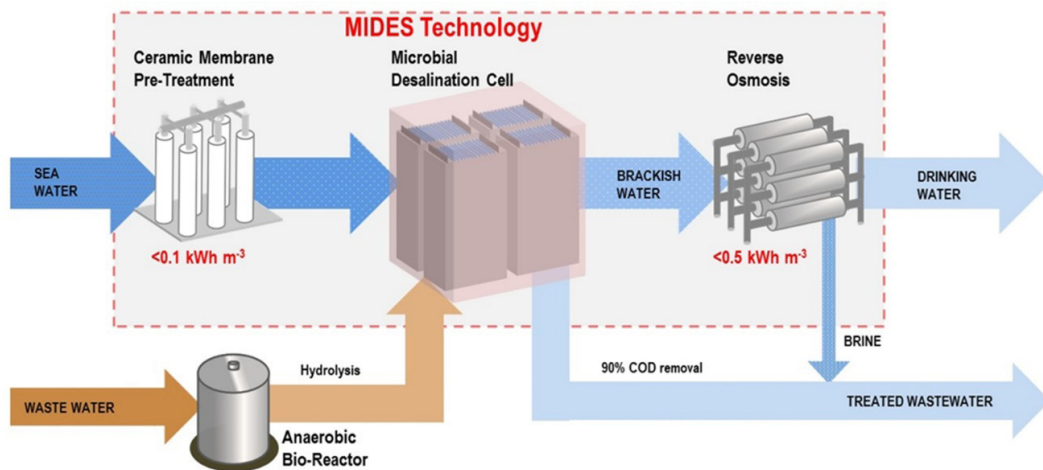 MIDES Technology
Ceramic Membrane
Pre-Treatment
Microbial
Desalination Cell
Reverse
Osmosis
SEA
WATER
BRACKISH
WATER
DRINKING
WATER
<0.1 kWh m-3
<0.5 kWh m-3
BRINE
Hydrolysis
90% COD removal
WASTE WATER
TREATED WASTEWATER
Anaerobic
Bio-Reactor